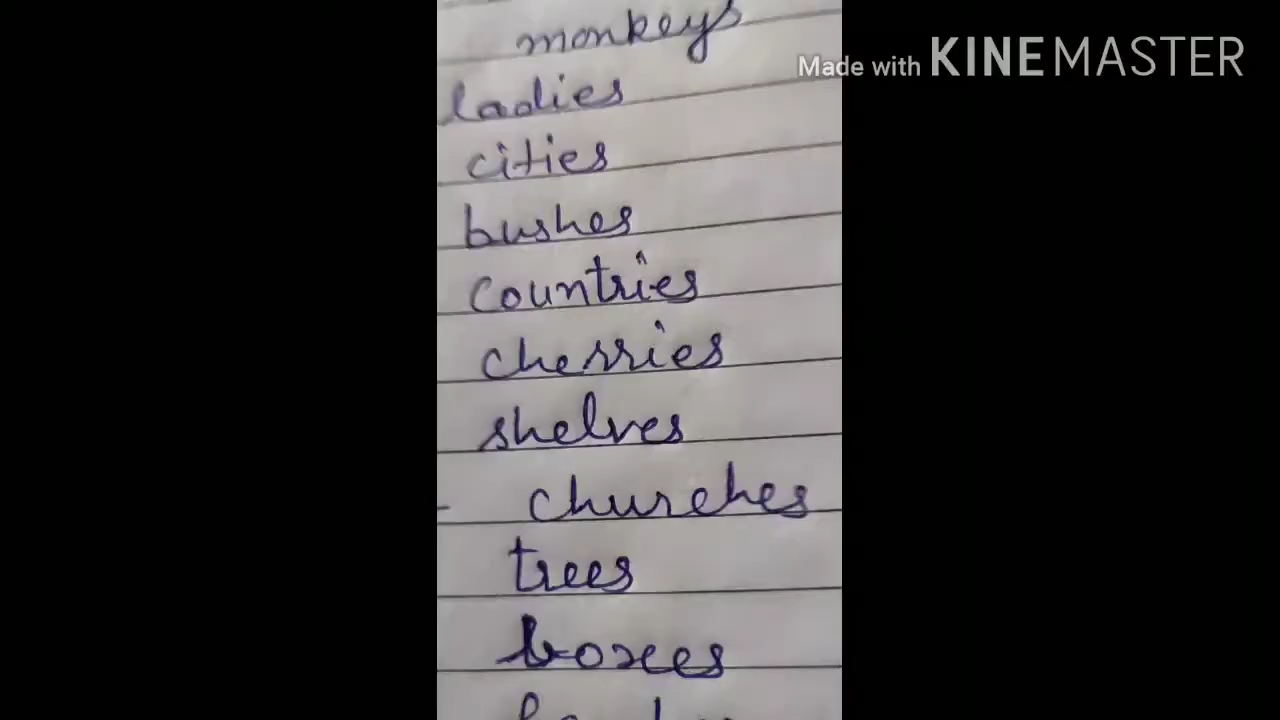 monkeys
Made with KINEMASTER
ladies
cities
bushes
countries
cherries
shelves
- churches
trees
boxes